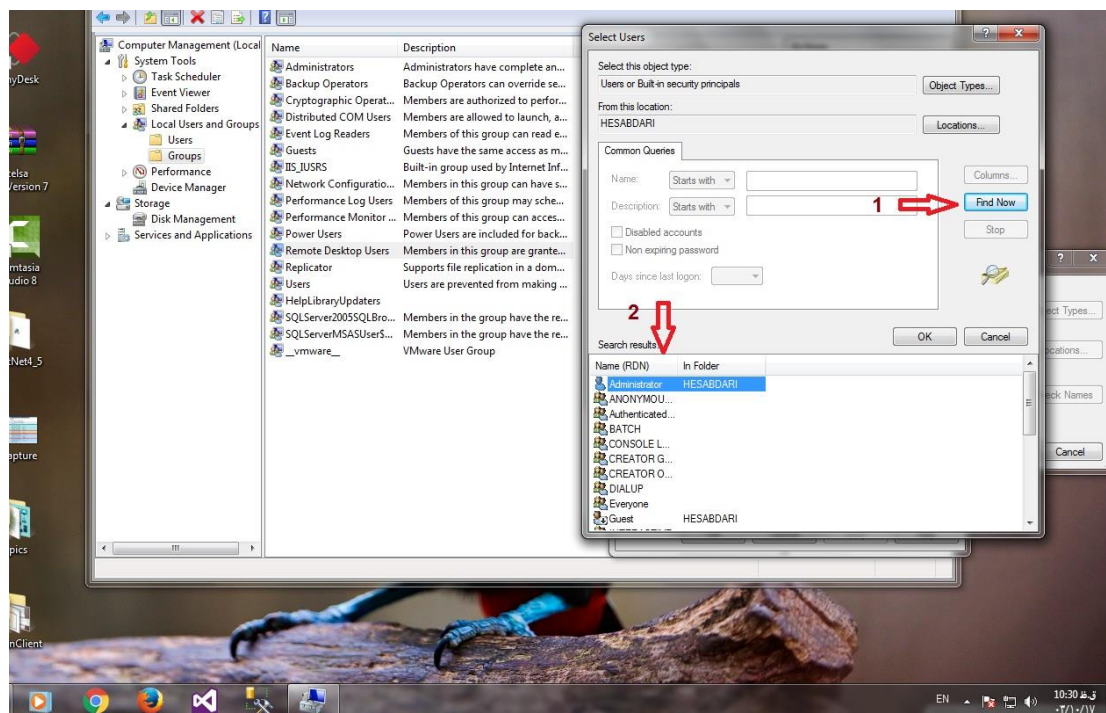 Computer Management (Local
System Tools
Task Scheduler
Event Viewer
Shared Folders
Local Users and Groups
Users
Groups
Performance
Device Manager
Storage
Disk Management
Services and Applications
Name Description
Administrators Administrators have complete an...
Backup Operators Backup Operators can override se...
Cryptographic Operat... Members are authorized to perfor...
Distributed COM Users Members are allowed to launch, a...
Event Log Readers Members of this group can read e...
Guests Guests have the same access as m...
IIS_IUSRS Built-in group used by Internet Inf...
Network Configuratio... Members in this group can have s...
Performance Log Users Members of this group may sche...
Performance Monitor ... Members of this group can acces...
Power Users Power Users are included for back...
Remote Desktop Users Members in this group are grante...
Replicator Supports file replication in a dom...
Users Users are prevented from making ...
HelpLibraryUpdaters
SQLServer2005SQLBro... Members in the group have the re...
SQLServerMSASUser$... Members in the group have the re...
__vmware__ VMware User Group
Select Users
Select this object type:
Users or Built-in security principals Object Types...
From this location:
HESABDARI Locations...
Common Queries
Name: Starts with
Columns...
Description: Starts with
1 Find Now
Disabled accounts
Stop
Non expiring password
Days since last logon:
2
OK Cancel
Search results
Name (RDN) In Folder
Administrator HESABDARI
ANONYMOU...
Authenticated...
BATCH
CONSOLE L...
CREATOR G...
CREATOR O...
DIALUP
Everyone
Guest HESABDARI
ect Types...
ocations...
eck Names
Cancel
nyDesk
telsa
Version 7
mtasia
udio 8
tNet4_5
apture
pics
nClient
EN
10:30 ق.ظ